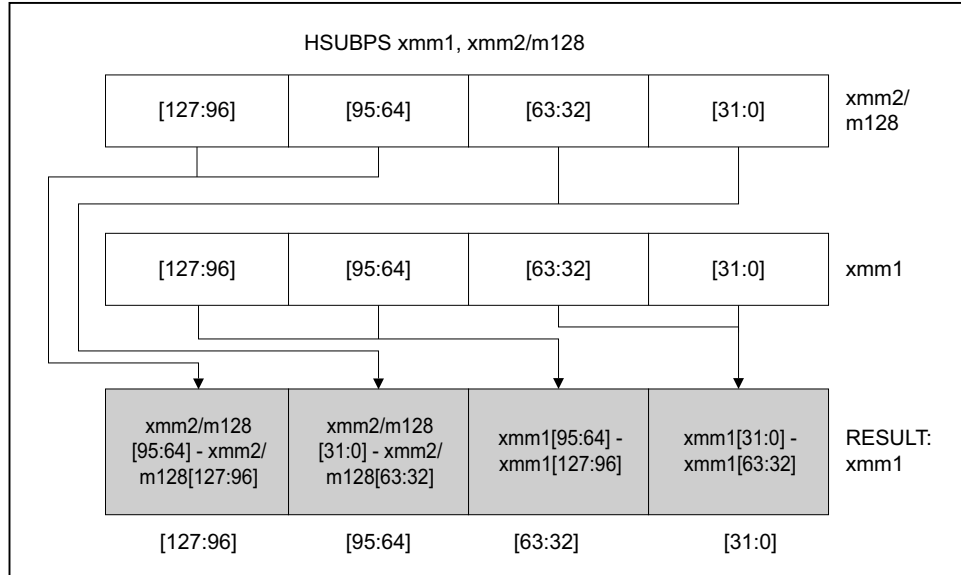 HSUBPS xmm1, xmm2/m128
[127:96] [95:64] [63:32] [31:0] xmm2/
m128
[127:96] [95:64] [63:32] [31:0] xmm1
xmm2/m128
[95:64] - xmm2/
m128[127:96]
xmm2/m128
[31:0] - xmm2/
m128[63:32]
xmm1[95:64] -
xmm1[127:96]
xmm1[31:0] -
xmm1[63:32]
RESULT:
xmm1
[127:96] [95:64] [63:32] [31:0]